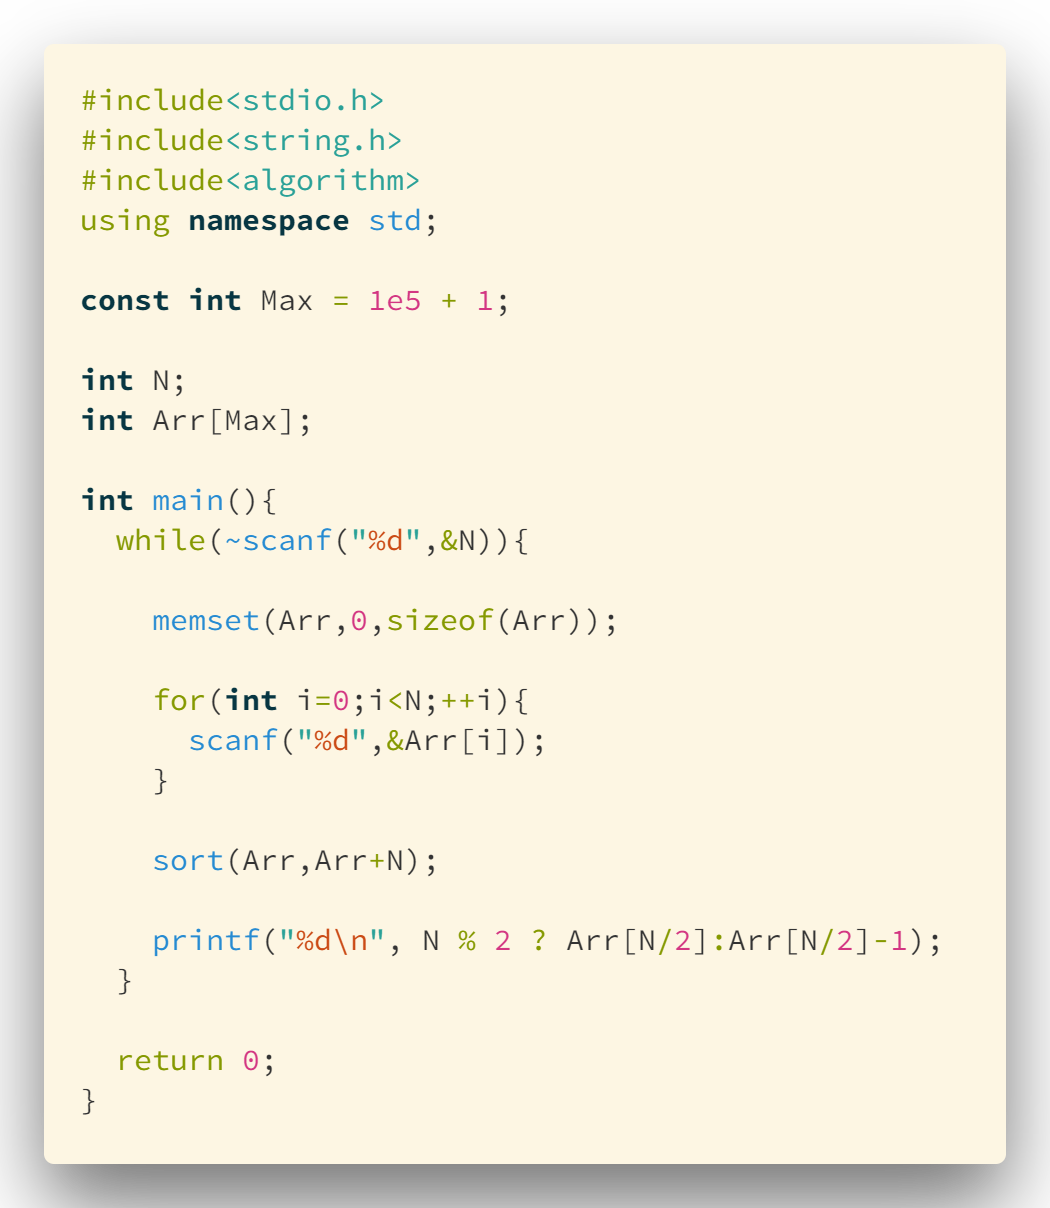 #include<stdio.h>
#include<string.h>
#include<algorithm>
using namespace std;
const int Max = 1e5 + 1;
int N;
int Arr[Max];
int main(){
while(~scanf("%d",&N)){
memset(Arr,0,sizeof(Arr));
for(int i=0;i<N;++i){
scanf("%d",&Arr[i]);
}
sort(Arr,Arr+N);
printf("%d\n", N % 2 ? Arr[N/2]:Arr[N/2]-1);
}
return 0;
}